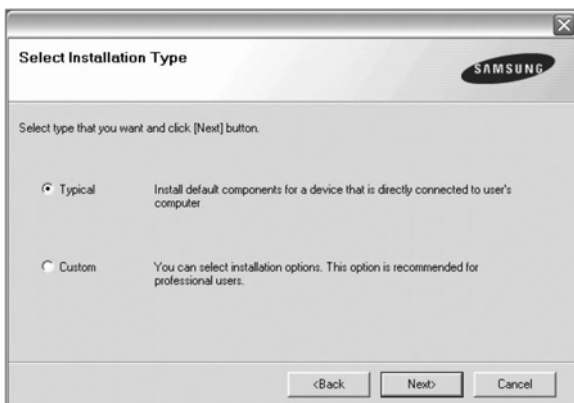 Select Installation Type
SAMSUNG
Select type that you want and click [Next] button.
Typical
Install default components for a device that is directly connected to user's
computer
Custom
You can select installation options. This option is recommended for
professional users.
<Back
Next>
Cancel